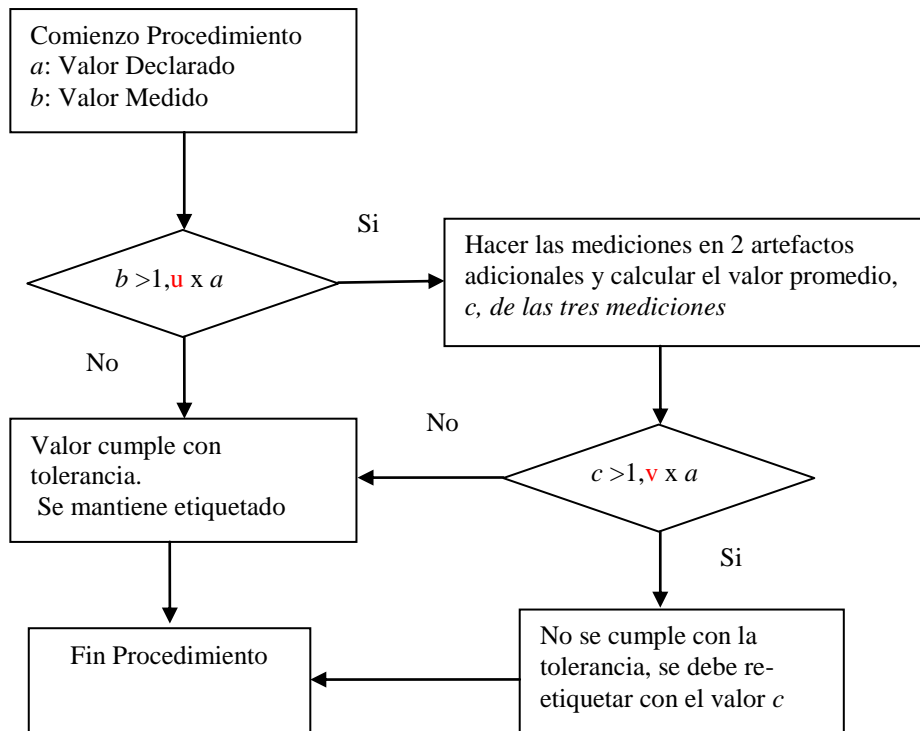 Comienzo Procedimiento
a: Valor Declarado
b: Valor Medido
Si
b >1,u x a
Hacer las mediciones en 2 artefactos
adicionales y calcular el valor promedio,
c, de las tres mediciones
No
Valor cumple con
tolerancia.
Se mantiene etiquetado
No
c >1,v x a
Si
Fin Procedimiento
No se cumple con la
tolerancia, se debe re-
etiquetar con el valor c